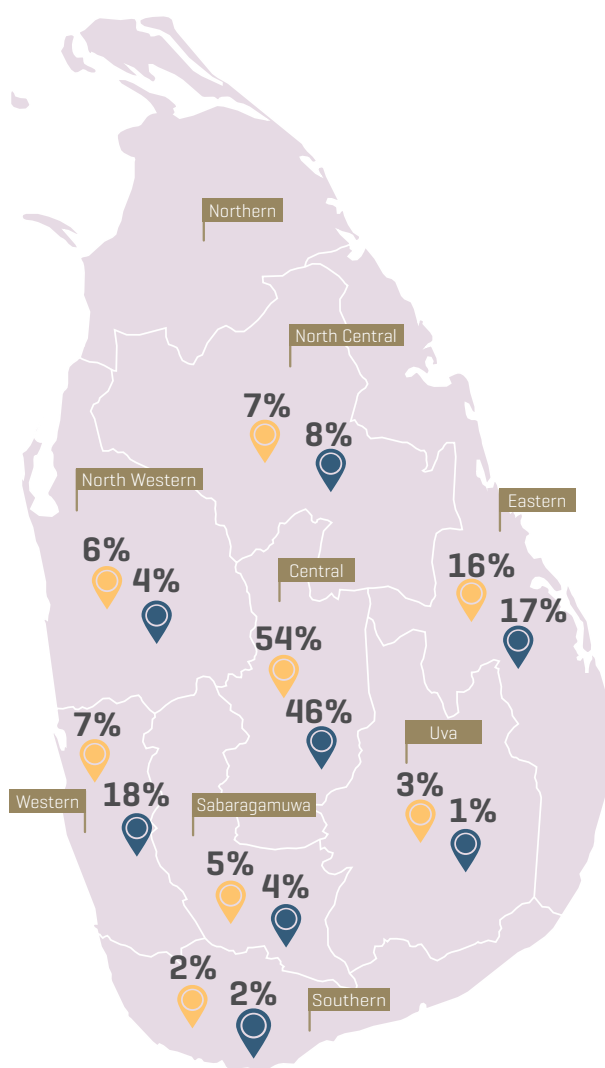 Northern
North Central
7%
8%
North Western
Eastern
6%
4%
Central
16%
17%
54%
46%
7%
Uva
Western
18%
Sabaragamuwa
3%
1%
5%
4%
2%
2%
Southern